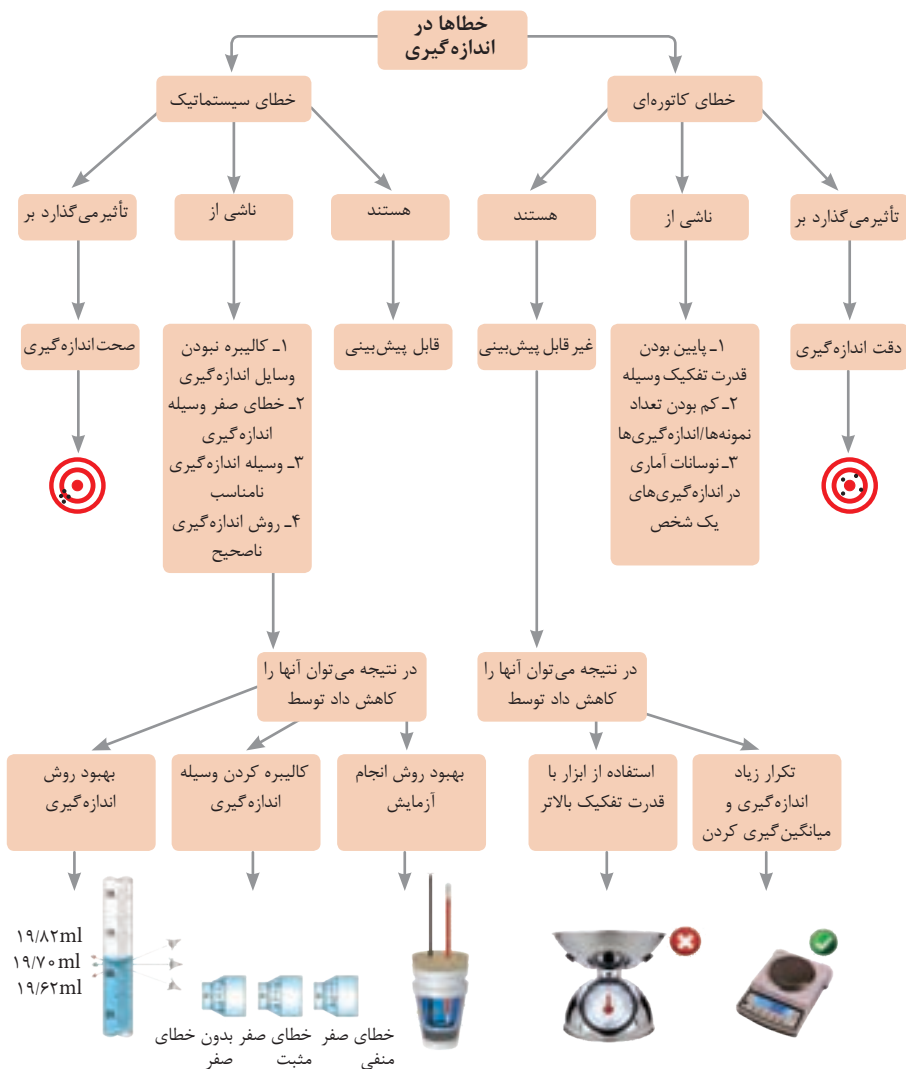 خطاها در
اندازه‌گیری
خطای کاتوره‌ای
خطای سیستماتیک
تأثیرمی‌گذارد بر
ناشی از
هستند
هستند
ناشی از
تأثیرمی‌گذارد بر
دقت اندازه‌گیری
۱ـ پایین بودن
قدرت تفکیک وسیله
۲ـ کم بودن تعداد
نمونه‌ها/اندازه‌گیری‌ها
۳ـ نوسانات آماری
در اندازه‌گیری‌های
یک شخص
غیر قابل پیش‌بینی
قابل پیش‌بینی
۱ـ کالیبره نبودن
وسایل اندازه‌گیری
۲ـ خطای صفر وسیله
اندازه‌گیری
۳ـ وسیله اندازه‌گیری
نامناسب
۴ـ روش اندازه‌گیری
ناصحیح
صحت اندازه‌گیری
در نتیجه می‌توان آنها را
کاهش داد توسط
در نتیجه می‌توان آنها را
کاهش داد توسط
تکرار زیاد
اندازه‌گیری و
میانگین‌گیری کردن
استفاده از ابزار با
قدرت تفکیک بالاتر
بهبود روش انجام
آزمایش
کالیبره کردن وسیله
اندازه‌گیری
بهبود روش
اندازه‌گیری
۱۹/۸۲ml
۱۹/۷۰ml
۱۹/۶۲ml
خطای صفر
منفی
خطای صفر
مثبت
بدون خطای
صفر